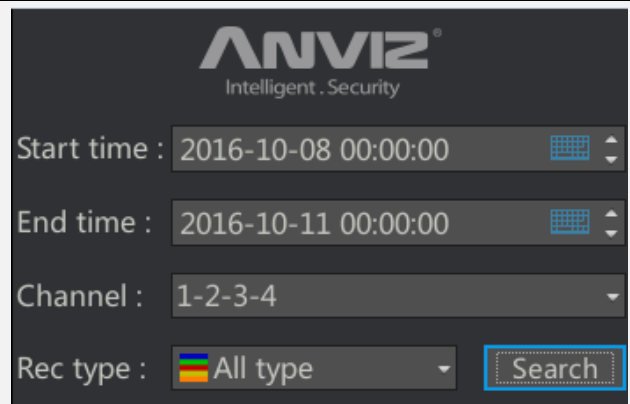 ANVIZ®
Intelligent.Security
Start time : 2016-10-08 00:00:00
End time : 2016-10-11 00:00:00
Channel : 1-2-3-4
Rec type : All type Search